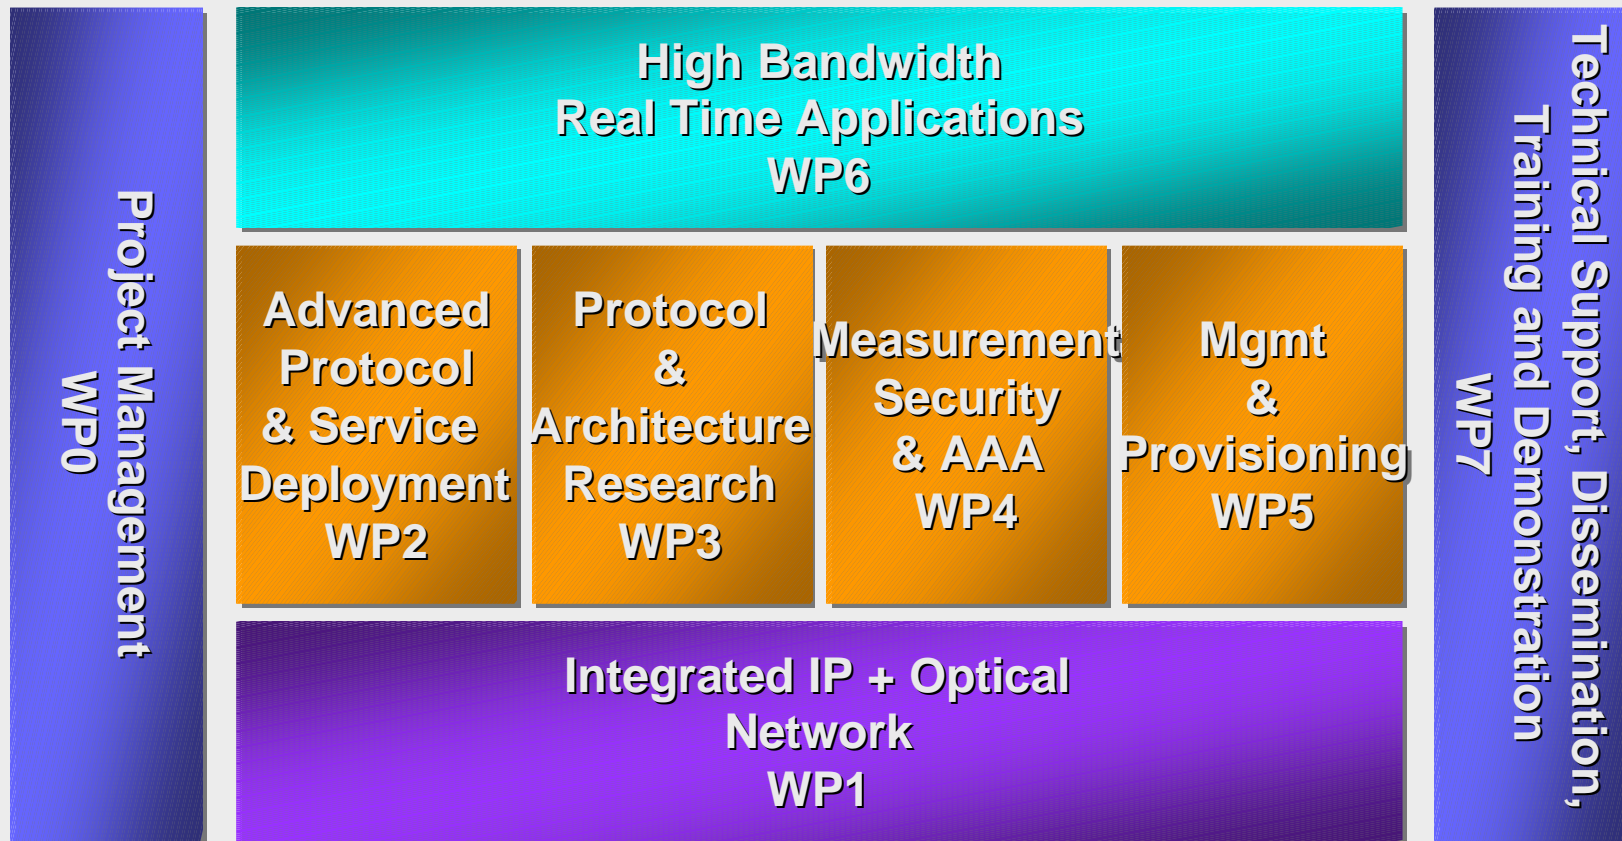 Project Management
WP0
High Bandwidth
Real Time Applications
WP6
Advanced
Protocol
& Service
Deployment
WP2
Protocol
&
Architecture
Research
WP3
Measurement
Security
& AAA
WP4
Mgmt
&
Provisioning
WP5
Integrated IP + Optical
Network
WP1
Technical Support, Dissemination,
Training and Demonstration
WP7